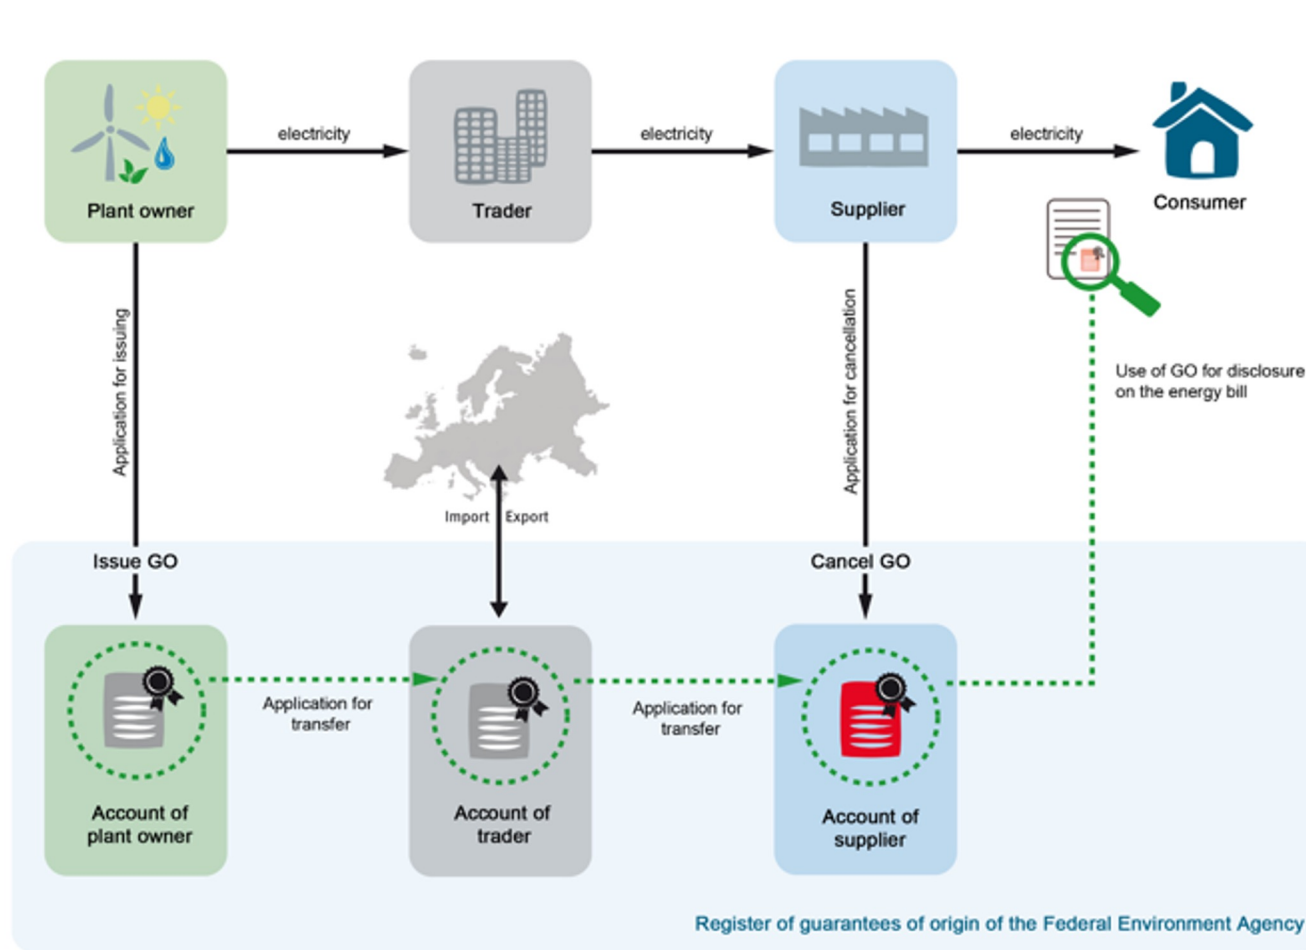 electricity
electricity
electricity
Plant owner
Trader
Supplier
Consumer
Application for issuing
Application for cancellation
Use of GO for disclosure
on the energy bill
Import
Export
Issue GO
Cancel GO
Application for
transfer
Application for
transfer
Account of
plant owner
Account of
trader
Account of
supplier
Register of guarantees of origin of the Federal Environment Agency